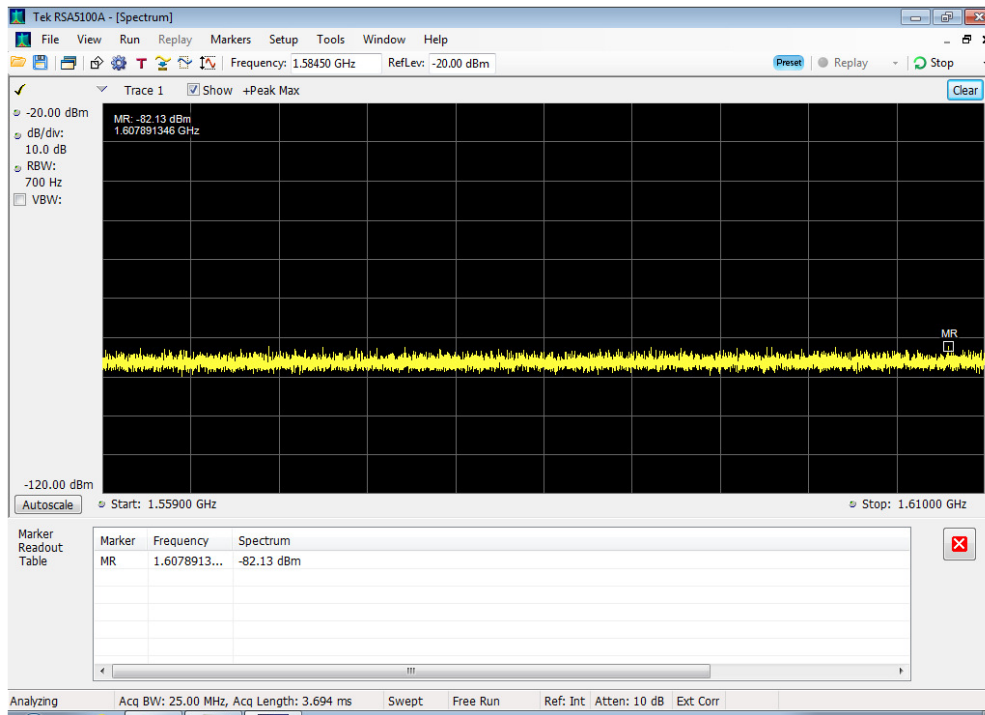 Tek RSA5100A - [Spectrum]
File View Run Replay Markers Setup Tools Window Help
T Frequency: 1.58450 GHz RefLev: -20.00 dBm Preset Replay Stop
Trace 1 Show +Peak Max Clear
-20.00 dBm
dB/div:
10.0 dB
RBW:
700 Hz
VBW:
MR: -82.13 dBm
1.607891346 GHz
MR
-120.00 dBm
Autoscale Start: 1.55900 GHz Stop: 1.61000 GHz
Marker
Readout
Table
Marker Frequency Spectrum
MR 1.6078913... -82.13 dBm
Analyzing Acq BW: 25.00 MHz, Acq Length: 3.694 ms Swept Free Run Ref: Int Atten: 10 dB Ext Corr